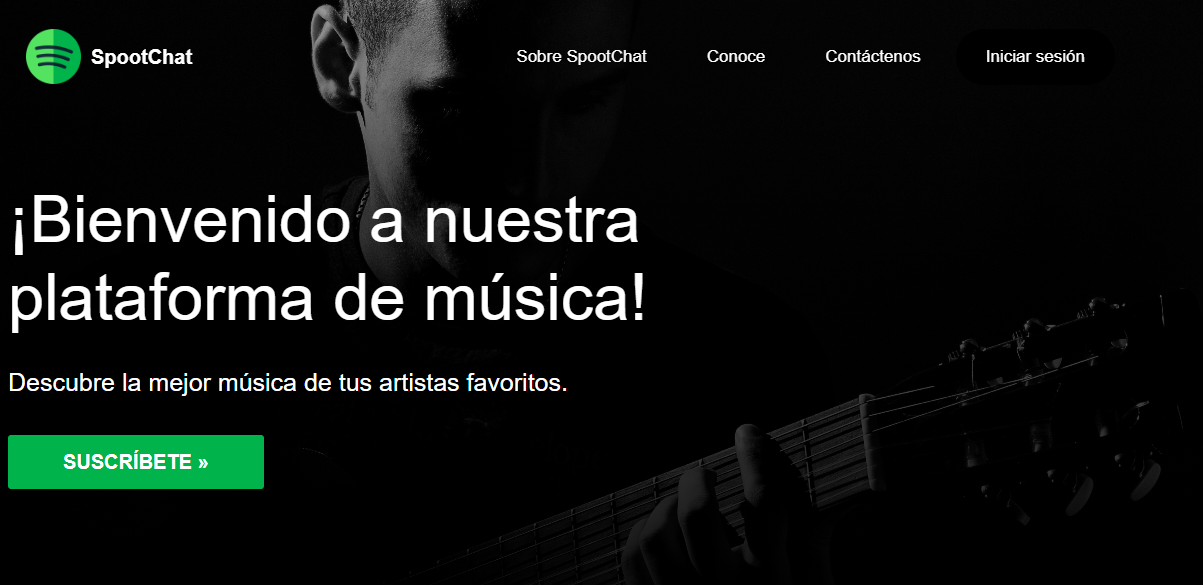 SpootChat
Sobre SpootChat
Conoce
Contáctenos
Iniciar sesión
¡Bienvenido a nuestra
plataforma de música!
Descubre la mejor música de tus artistas favoritos.
SUSCRÍBETE »